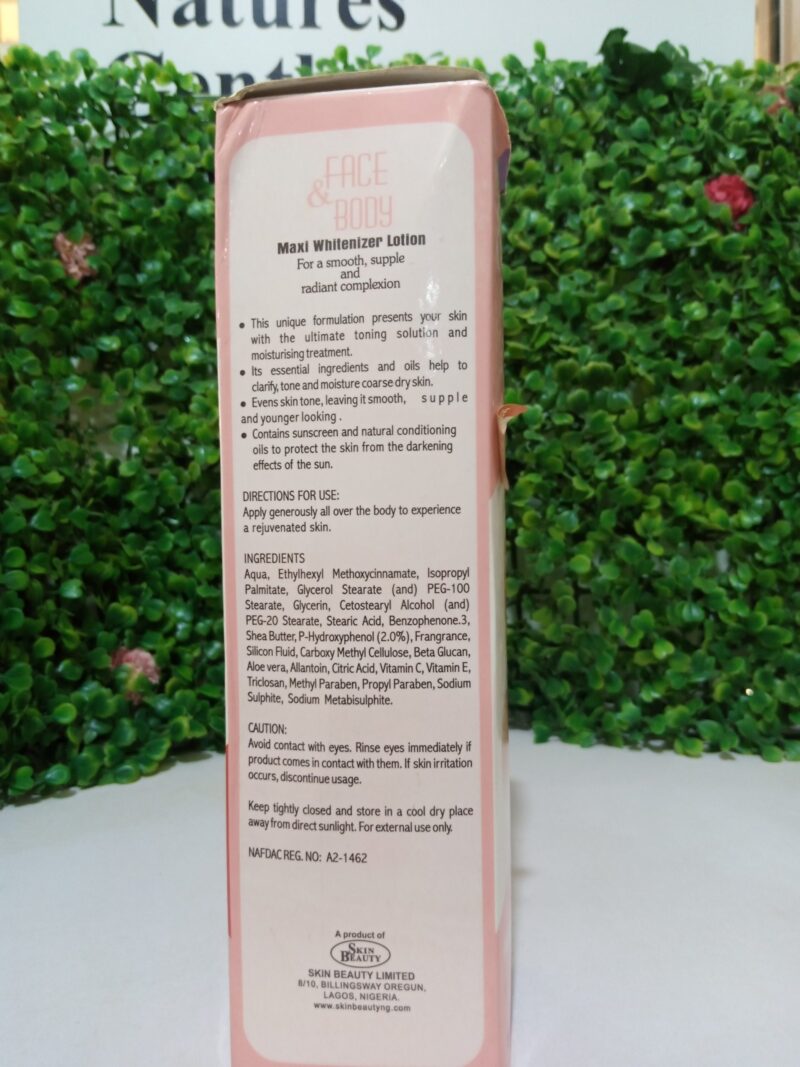 Natures
Gentle
FACE
&
BODY
Maxi Whitenizer Lotion
For a smooth, supple
and
radiant complexion
• This unique formulation presents your skin
with the ultimate toning solution and
moisturising treatment.
• Its essential ingredients and oils help to
clarify, tone and moisture coarse dry skin.
• Evens skin tone, leaving it smooth, supple
and younger looking .
• Contains sunscreen and natural conditioning
oils to protect the skin from the darkening
effects of the sun.
DIRECTIONS FOR USE:
Apply generously all over the body to experience
a rejuvenated skin.
INGREDIENTS
Aqua, Ethylhexyl Methoxycinnamate, Isopropyl
Palmitate, Glycerol Stearate (and) PEG-100
Stearate, Glycerin, Cetostearyl Alcohol (and)
PEG-20 Stearate, Stearic Acid, Benzophenone.3,
Shea Butter, P-Hydroxyphenol (2.0%), Frangrance,
Silicon Fluid, Carboxy Methyl Cellulose, Beta Glucan,
Aloe vera, Allantoin, Citric Acid, Vitamin C, Vitamin E,
Triclosan, Methyl Paraben, Propyl Paraben, Sodium
Sulphite, Sodium Metabisulphite.
CAUTION:
Avoid contact with eyes. Rinse eyes immediately if
product comes in contact with them. If skin irritation
occurs, discontinue usage.
Keep tightly closed and store in a cool dry place
away from direct sunlight. For external use only.
NAFDAC REG. NO: A2-1462
A product of
SKIN
BEAUTY
SKIN BEAUTY LIMITED
8/10, BILLINGSWAY OREGUN,
LAGOS, NIGERIA.
www.skinbeautyng.com